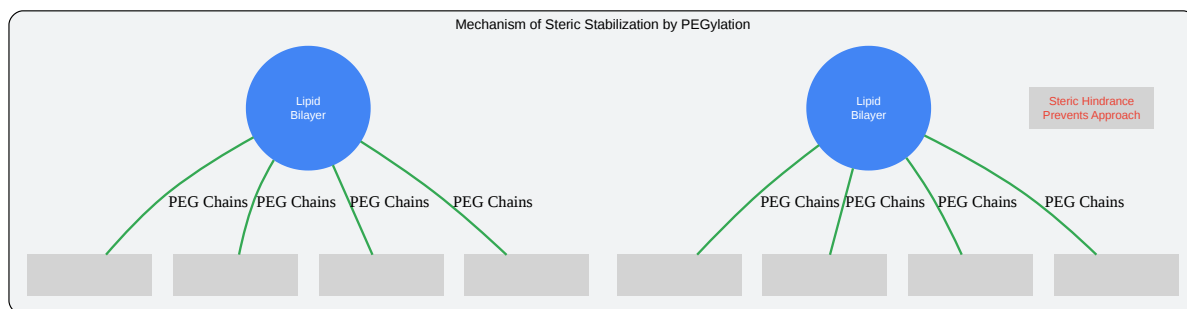 Mechanism of Steric Stabilization by PEGylation
Lipid
Bilayer
Lipid
Bilayer
Steric Hindrance
Prevents Approach
PEG Chains
PEG Chains
PEG Chains
PEG Chains
PEG Chains
PEG Chains
PEG Chains
PEG Chains